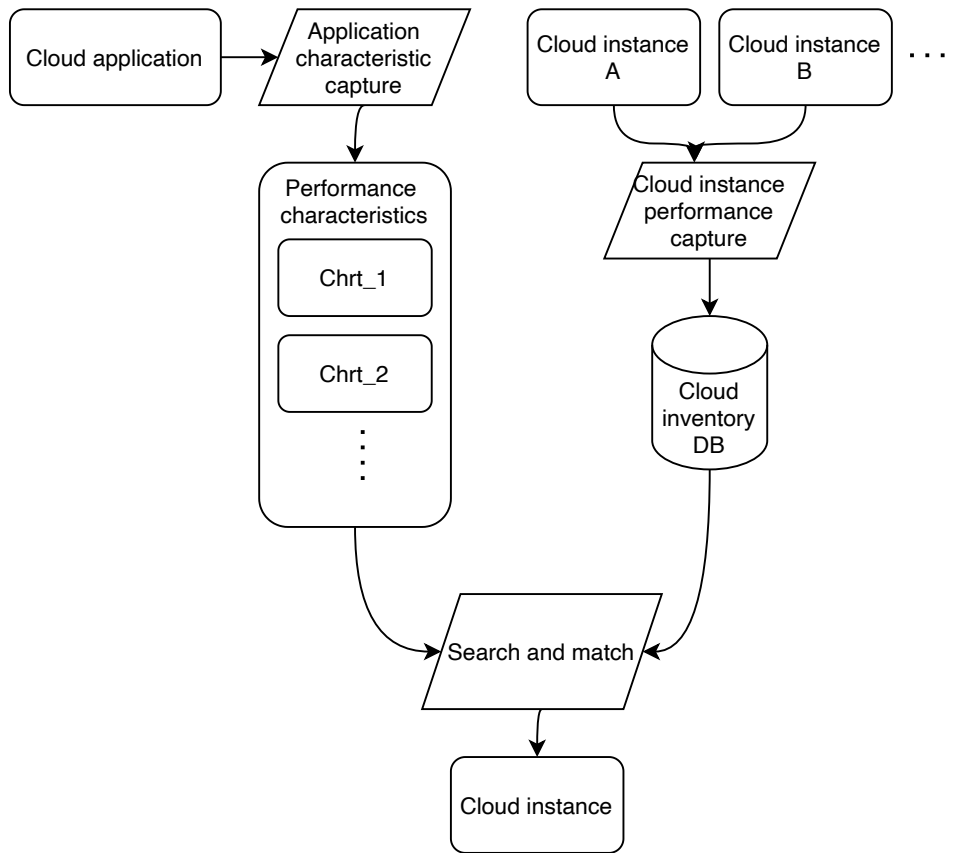 Cloud application
Application
characteristic
capture
Cloud instance
A
Cloud instance
B
. . .
Performance
characteristics
Chrt_1
Chrt_2
Cloud instance
performance
capture
Cloud
inventory
DB
Search and match
Cloud instance